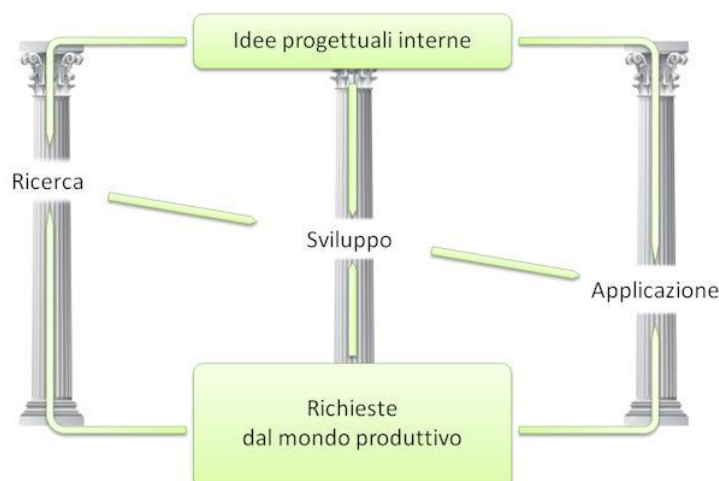 Idee progettuali interne
Ricerca
Sviluppo
Applicazione
Richieste
dal mondo produttivo